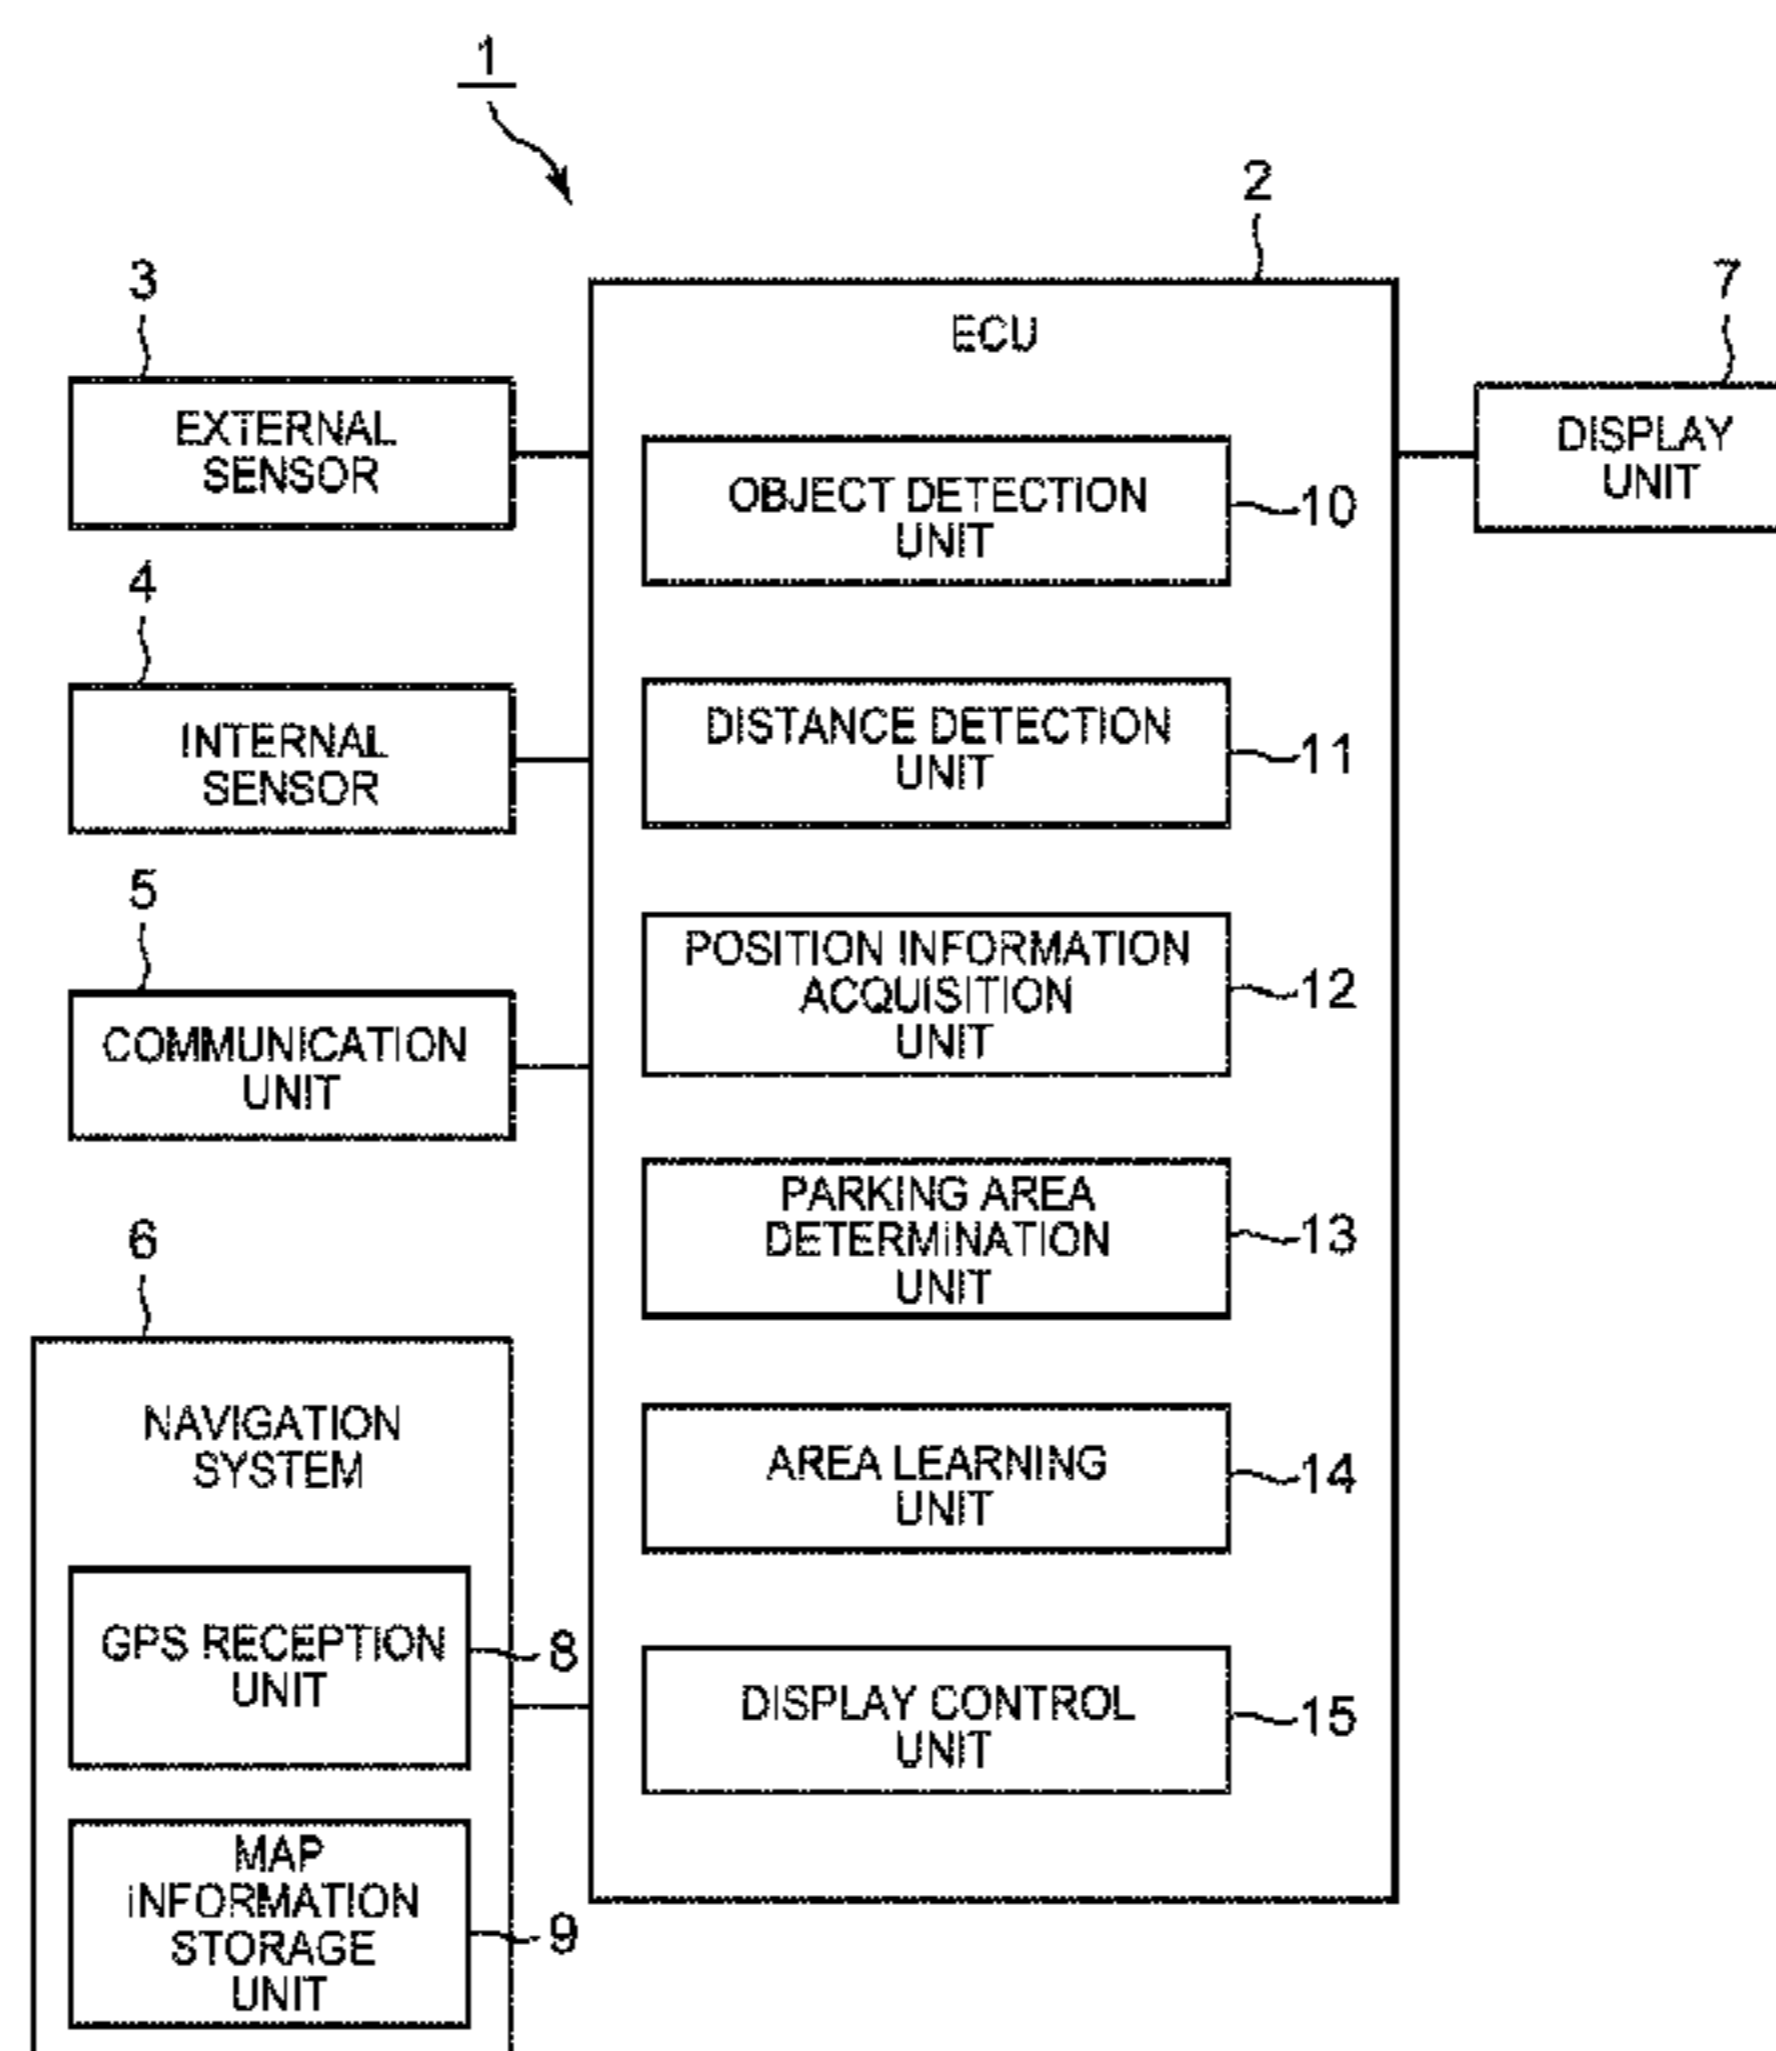 1
2
ECU
3
EXTERNAL
SENSOR
4
INTERNAL
SENSOR
5
COMMUNICATION
UNIT
6
NAVIGATION
SYSTEM
GPS RECEPTION
UNIT
8
MAP
INFORMATION
STORAGE
UNIT
9
OBJECT DETECTION
UNIT
10
DISTANCE DETECTION
UNIT
11
POSITION INFORMATION
ACQUISITION
UNIT
12
PARKING AREA
DETERMINATION
UNIT
13
AREA LEARNING
UNIT
14
DISPLAY CONTROL
UNIT
15
7
DISPLAY
UNIT